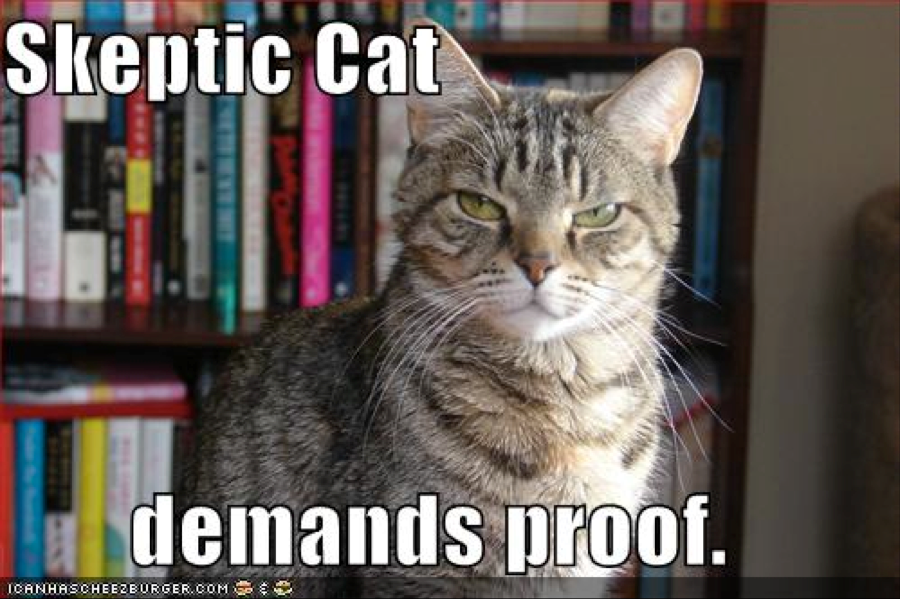 Skeptic Cat
demands proof.
ICANHASCHEEZBURGER.COM